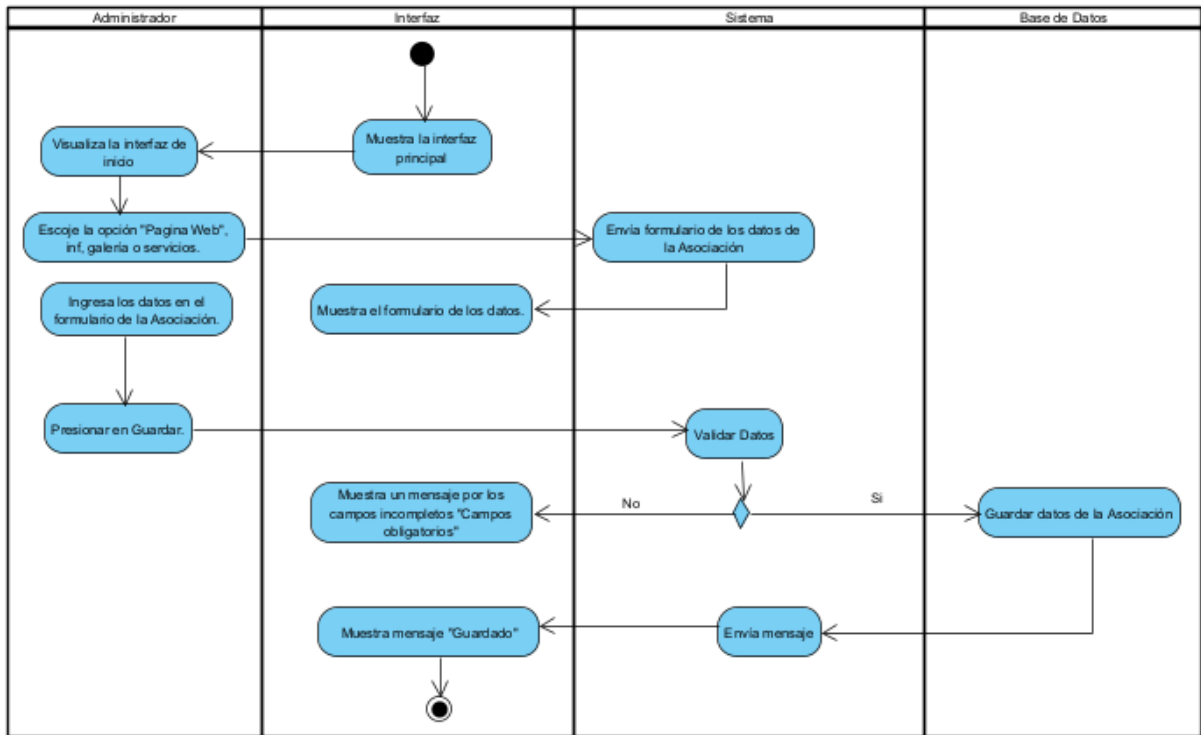 Administrador
Interfaz
Sistema
Base de Datos
Visualiza la interfaz de
inicio
Muestra la interfaz
principal
Escoje la opción "Pagina Web",
inf, galería o servicios.
Envía formulario de los datos de
la Asociación
Ingresa los datos en el
formulario de la Asociación.
Muestra el formulario de los datos.
Presionar en Guardar.
Validar Datos
Muestra un mensaje por los
campos incompletos "Campos
obligatorios"
No
Si
Guardar datos de la Asociación
Muestra mensaje "Guardado"
Envía mensaje